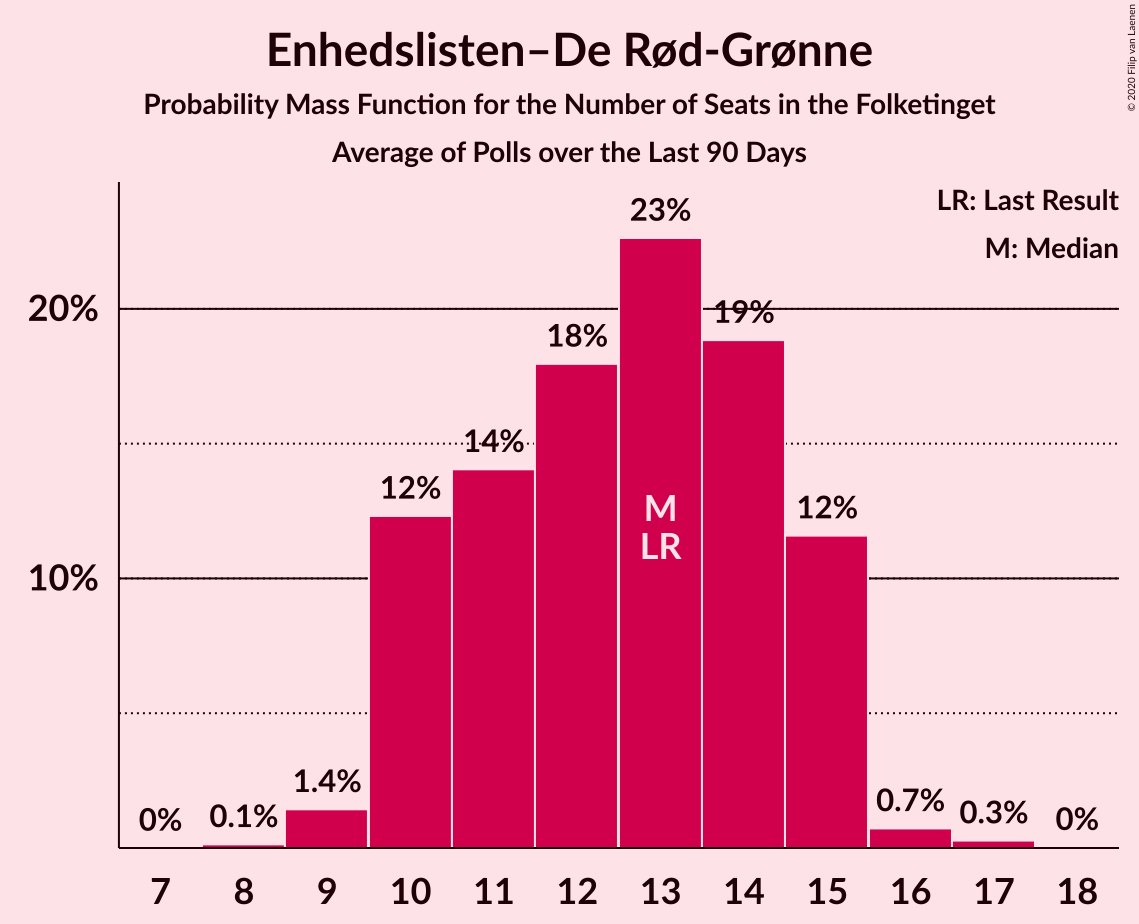 Enhedslisten–De Rød-Grønne
Probability Mass Function for the Number of Seats in the Folketinget
Average of Polls over the Last 90 Days
© 2020 Filip van Laenen
LR: Last Result
M: Median
23%
20%
19%
18%
14%
12%
12%
M
LR
10%
1.4%
0%
0.1%
0.7%
0.3%
0%
7 8 9 10 11 12 13 14 15 16 17 18